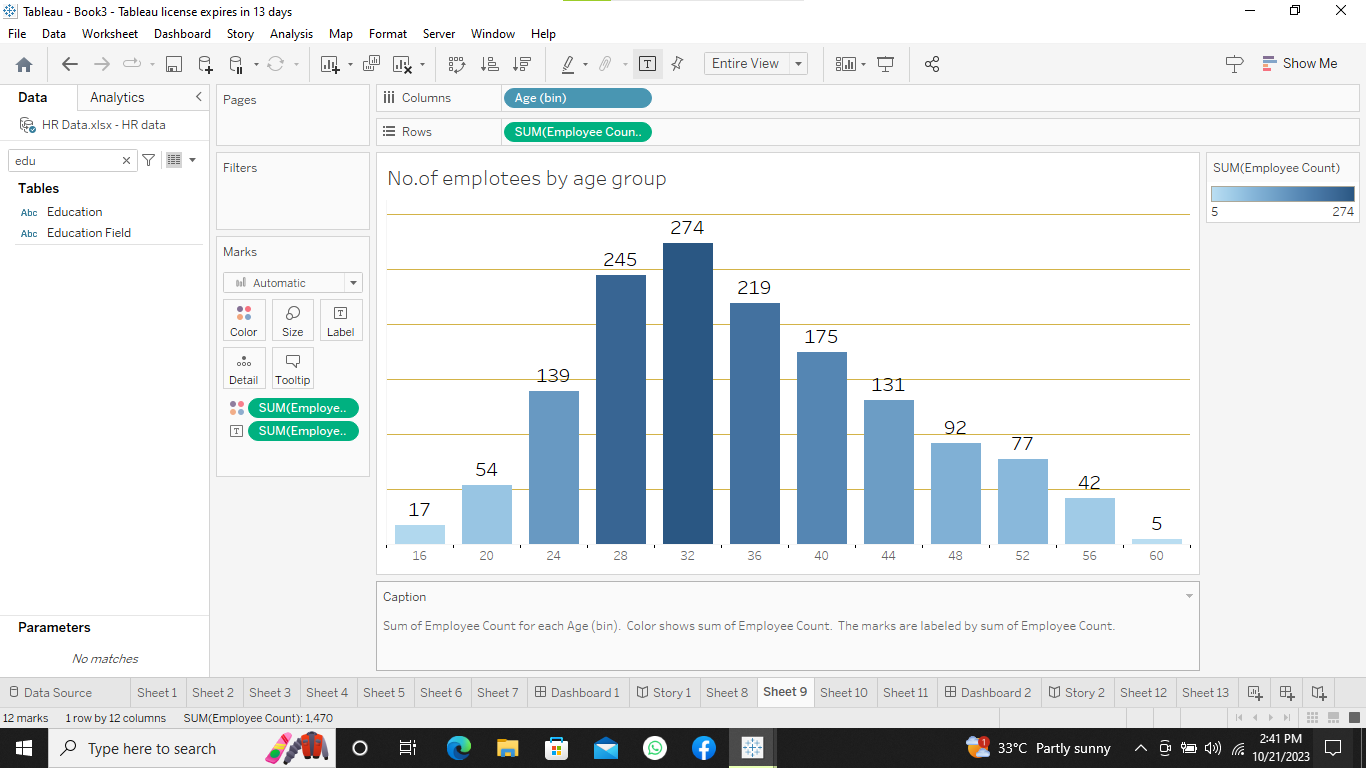 Tableau - Book3 - Tableau license expires in 13 days
File Data Worksheet Dashboard Story Analysis Map Format Server Window Help
Entire View
Show Me
Data Analytics
HR Data.xlsx - HR data
edu
Tables
Abc Education
Abc Education Field
Parameters
No matches
Pages
Filters
Marks
Automatic
Color Size Label
Detail Tooltip
SUM(Employe..
T SUM(Employe..
Columns Age (bin)
Rows SUM(Employee Coun..
No.of emplotees by age group
17 54 139 245 274 219 175 131 92 77 42 5
16 20 24 28 32 36 40 44 48 52 56 60
SUM(Employee Count)
5 274
Caption
Sum of Employee Count for each Age (bin). Color shows sum of Employee Count. The marks are labeled by sum of Employee Count.
Data Source Sheet 1 Sheet 2 Sheet 3 Sheet 4 Sheet 5 Sheet 6 Sheet 7 Dashboard 1 Story 1 Sheet 8 Sheet 9 Sheet 10 Sheet 11 Dashboard 2 Story 2 Sheet 12 Sheet 13
12 marks 1 row by 12 columns SUM(Employee Count): 1,470
Type here to search
1 33°C Partly sunny
2:41 PM
10/21/2023